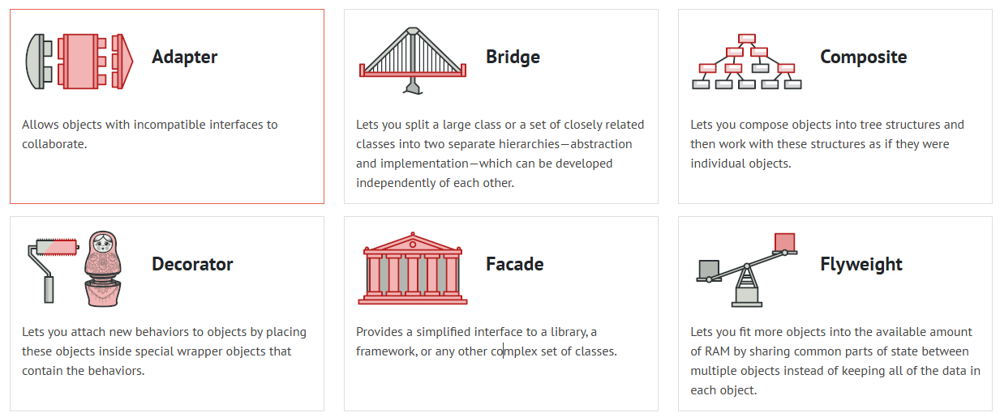 Adapter
Allows objects with incompatible interfaces to
collaborate.
Bridge
Lets you split a large class or a set of closely related
classes into two separate hierarchies—abstraction
and implementation—which can be developed
independently of each other.
Composite
Lets you compose objects into tree structures and
then work with these structures as if they were
individual objects.
Decorator
Lets you attach new behaviors to objects by placing
these objects inside special wrapper objects that
contain the behaviors.
Facade
Provides a simplified interface to a library, a
framework, or any other complex set of classes.
Flyweight
Lets you fit more objects into the available amount
of RAM by sharing common parts of state between
multiple objects instead of keeping all of the data in
each object.